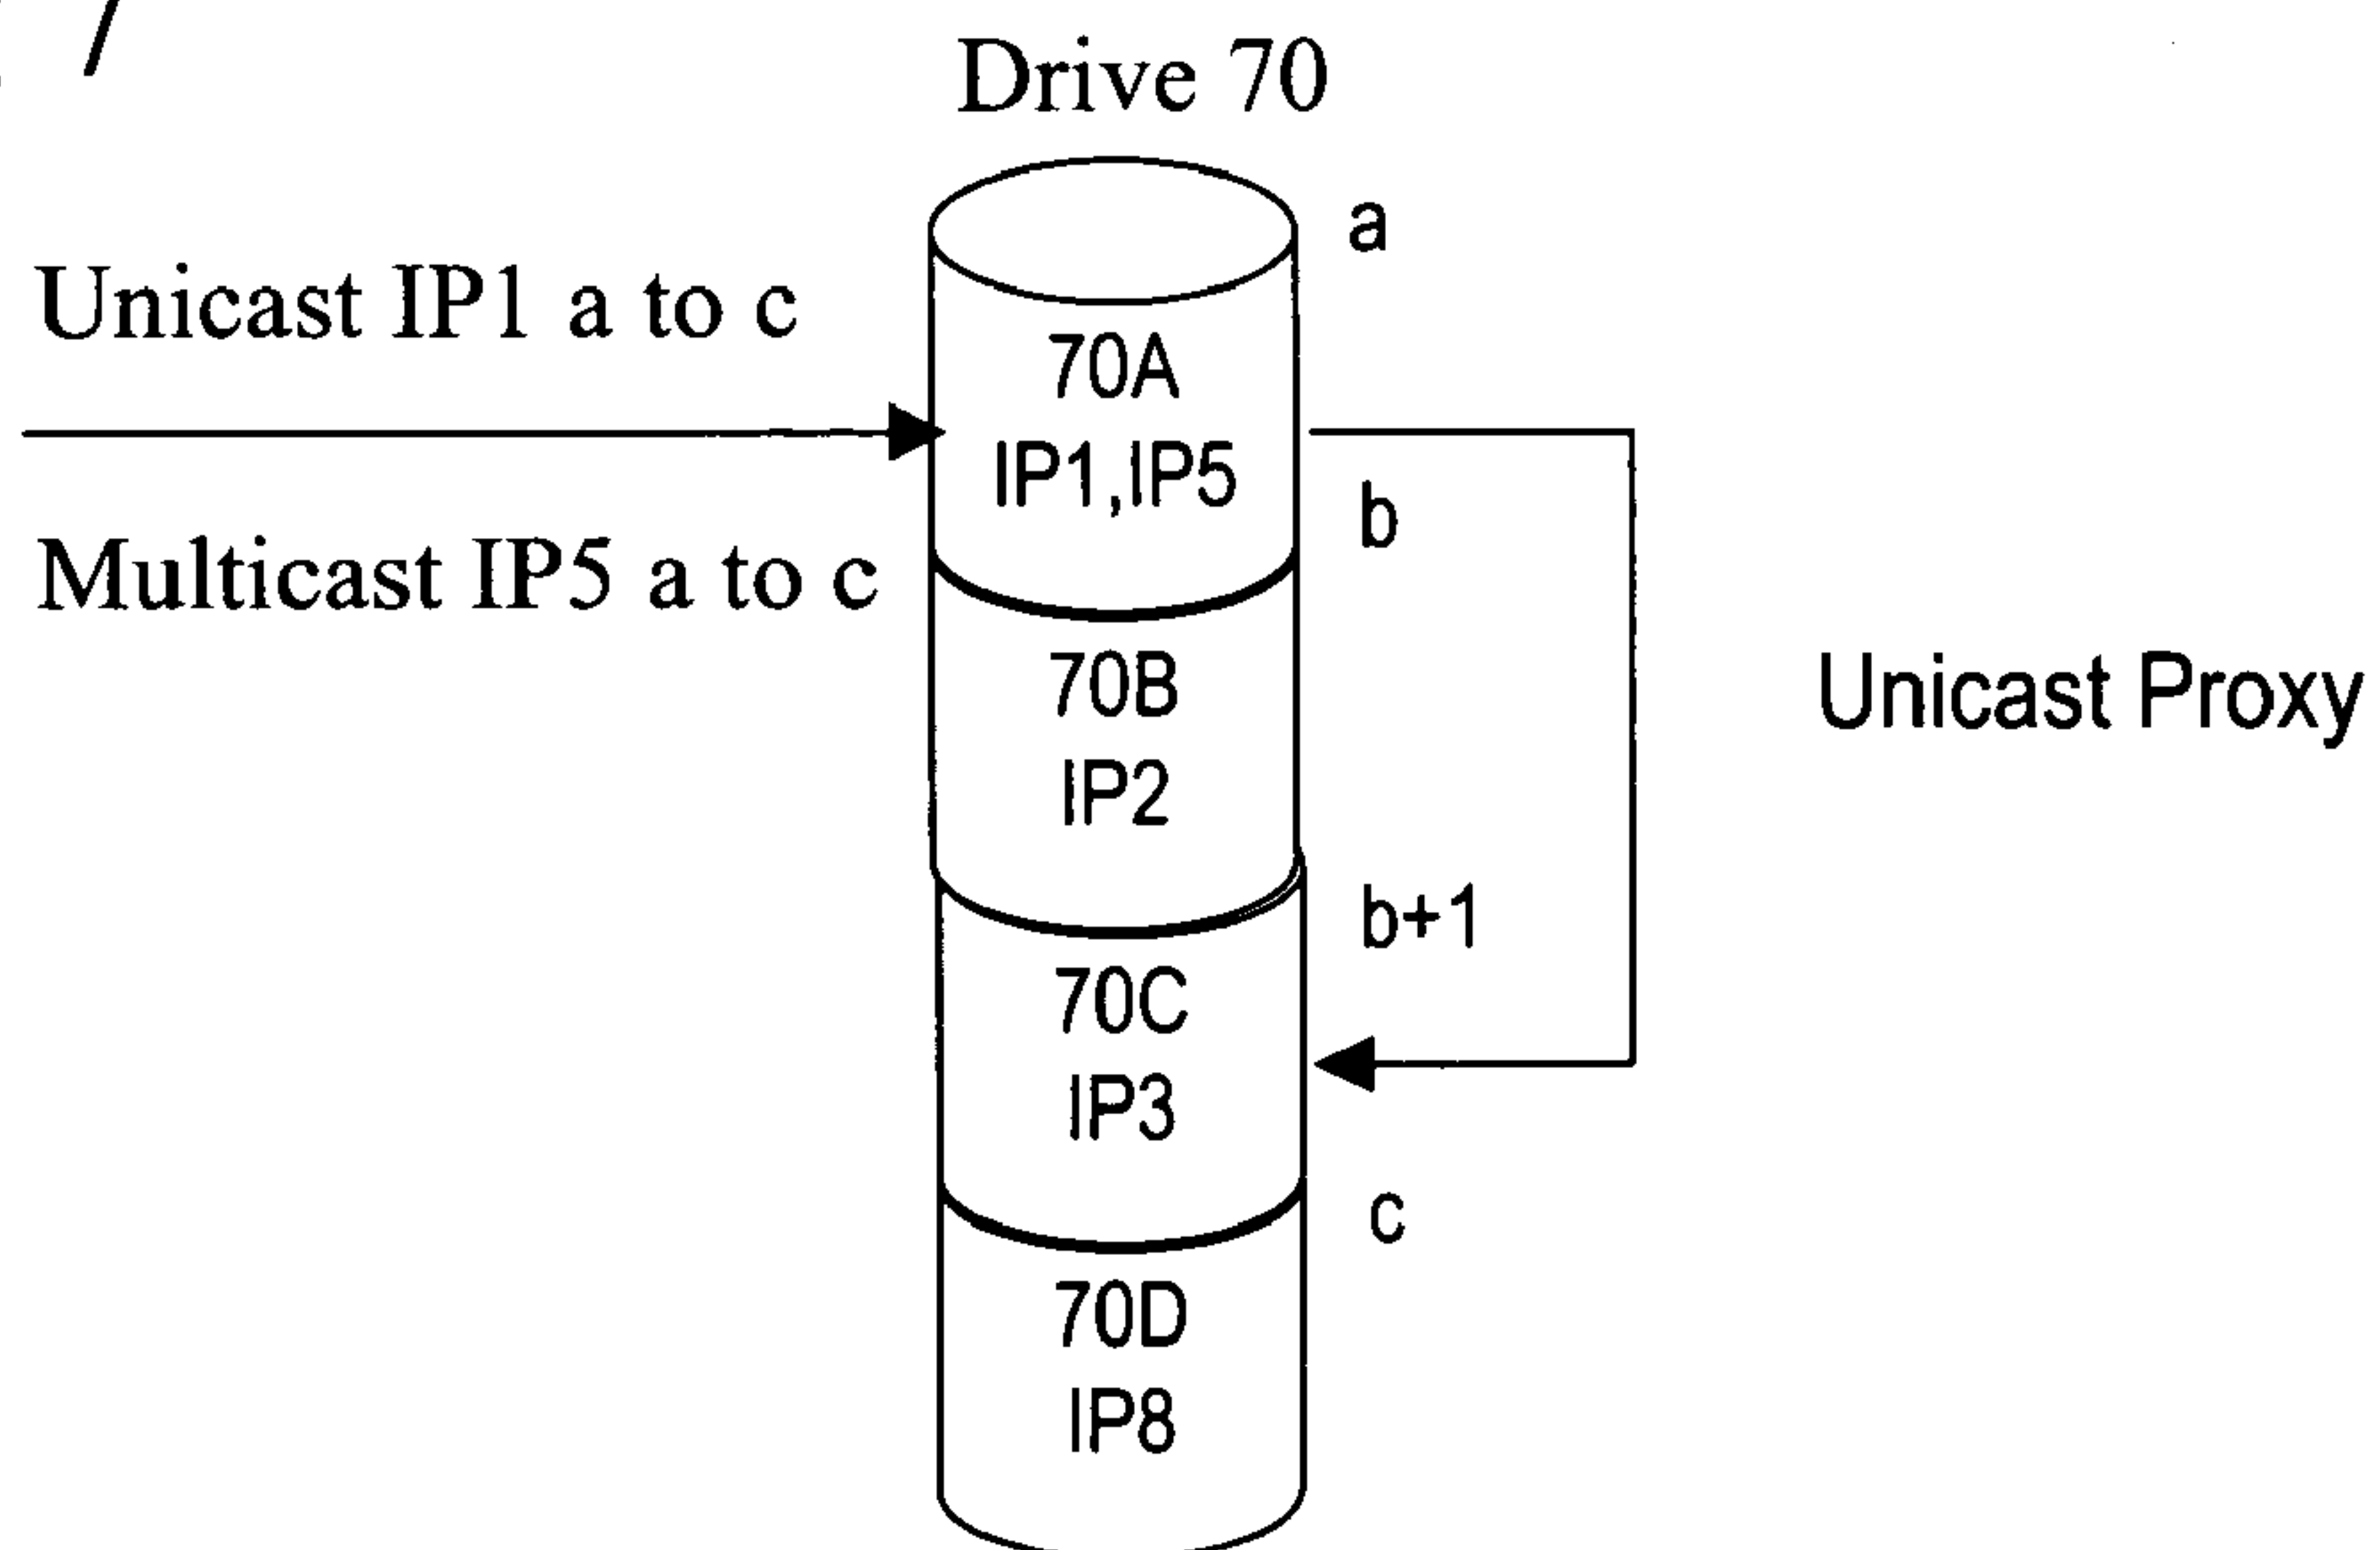 Drive 70
a
Unicast IP1 a to c
70A
IP1,IP5
b
Multicast IP5 a to c
70B
Unicast Proxy
IP2
b+1
70C
IP3
c
70D
IP8